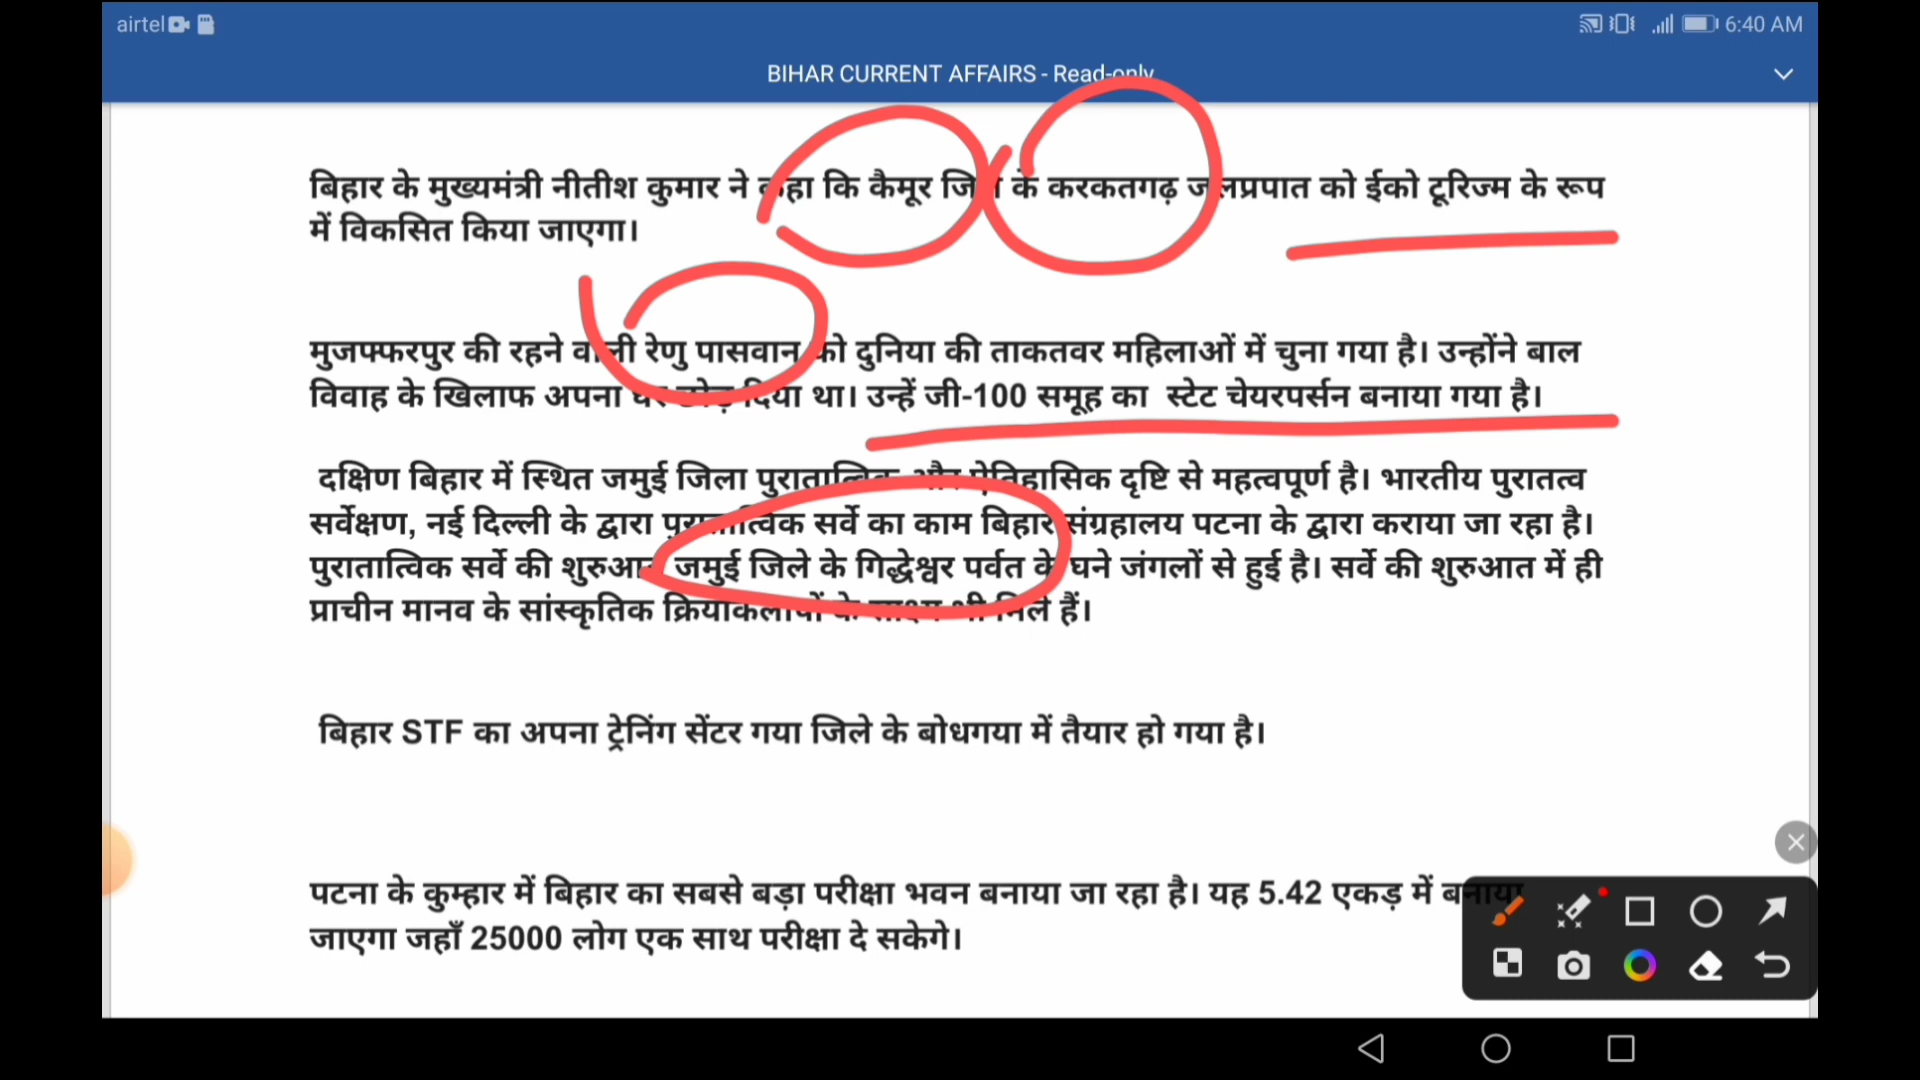 airtel
6:40 AM
BIHAR CURRENT AFFAIRS - Read-only
बिहार के मुख्यमंत्री नीतीश कुमार ने कहा कि कैमूर जिले के करकतगढ़ जलप्रपात को ईको टूरिज्म के रूप
में विकसित किया जाएगा।
मुजफ्फरपुर की रहने वाली रेणु पासवान को दुनिया की ताकतवर महिलाओं में चुना गया है। उन्होंने बाल
विवाह के खिलाफ अपना घर छोड़ दिया था। उन्हें जी-100 समूह का स्टेट चेयरपर्सन बनाया गया है।
दक्षिण बिहार में स्थित जमुई जिला पुरातात्विक और ऐतिहासिक दृष्टि से महत्वपूर्ण है। भारतीय पुरातत्व
सर्वेक्षण, नई दिल्ली के द्वारा पुरातात्विक सर्वे का काम बिहार संग्रहालय पटना के द्वारा कराया जा रहा है।
पुरातात्विक सर्वे की शुरुआत जमुई जिले के गिद्धेश्वर पर्वत के घने जंगलों से हुई है। सर्वे की शुरुआत में ही
प्राचीन मानव के सांस्कृतिक क्रियाकलापों के साक्ष्य भी मिले हैं।
बिहार STF का अपना ट्रेनिंग सेंटर गया जिले के बोधगया में तैयार हो गया है।
पटना के कुम्हार में बिहार का सबसे बड़ा परीक्षा भवन बनाया जा रहा है। यह 5.42 एकड़ में बनाया
जाएगा जहाँ 25000 लोग एक साथ परीक्षा दे सकेगे।